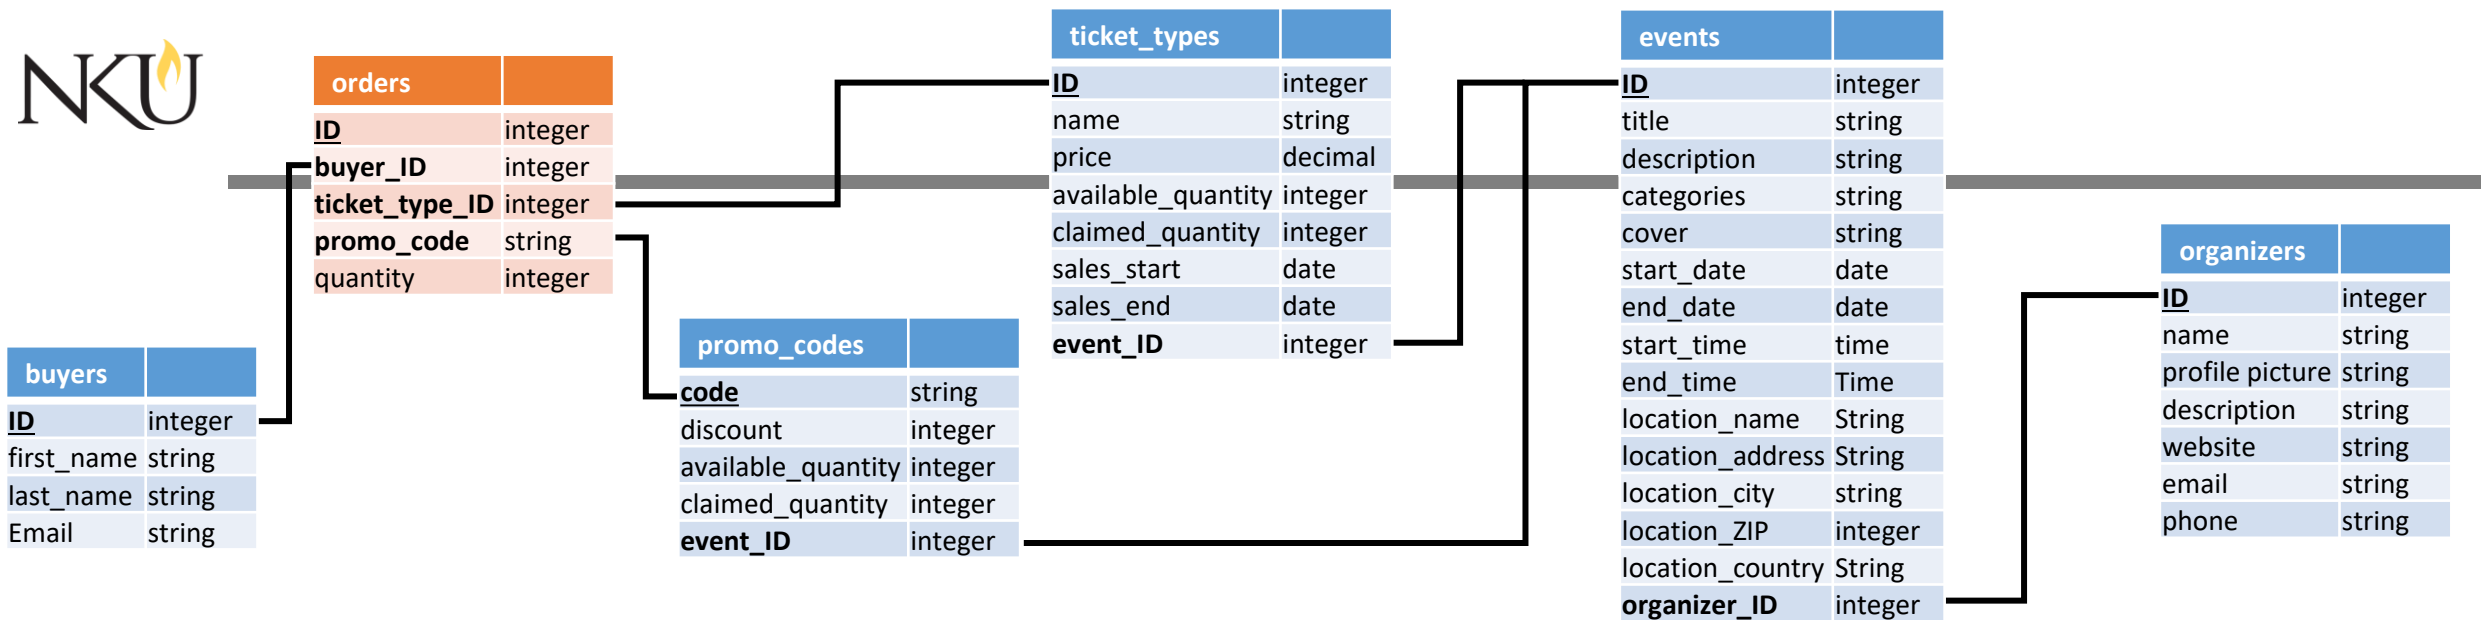 NKU
orders
ID integer
buyer_ID integer
ticket_type_ID integer
promo_code string
quantity integer
buyers
ID integer
first_name string
last_name string
Email string
promo_codes
code string
discount integer
available_quantity integer
claimed_quantity integer
event_ID integer
ticket_types
ID integer
name string
price decimal
available_quantity integer
claimed_quantity integer
sales_start date
sales_end date
event_ID integer
events
ID integer
title string
description string
categories string
cover string
start_date date
end_date date
start_time time
end_time Time
location_name String
location_address String
location_city string
location_ZIP integer
location_country String
organizer_ID integer
organizers
ID integer
name string
profile picture string
description string
website string
email string
phone string